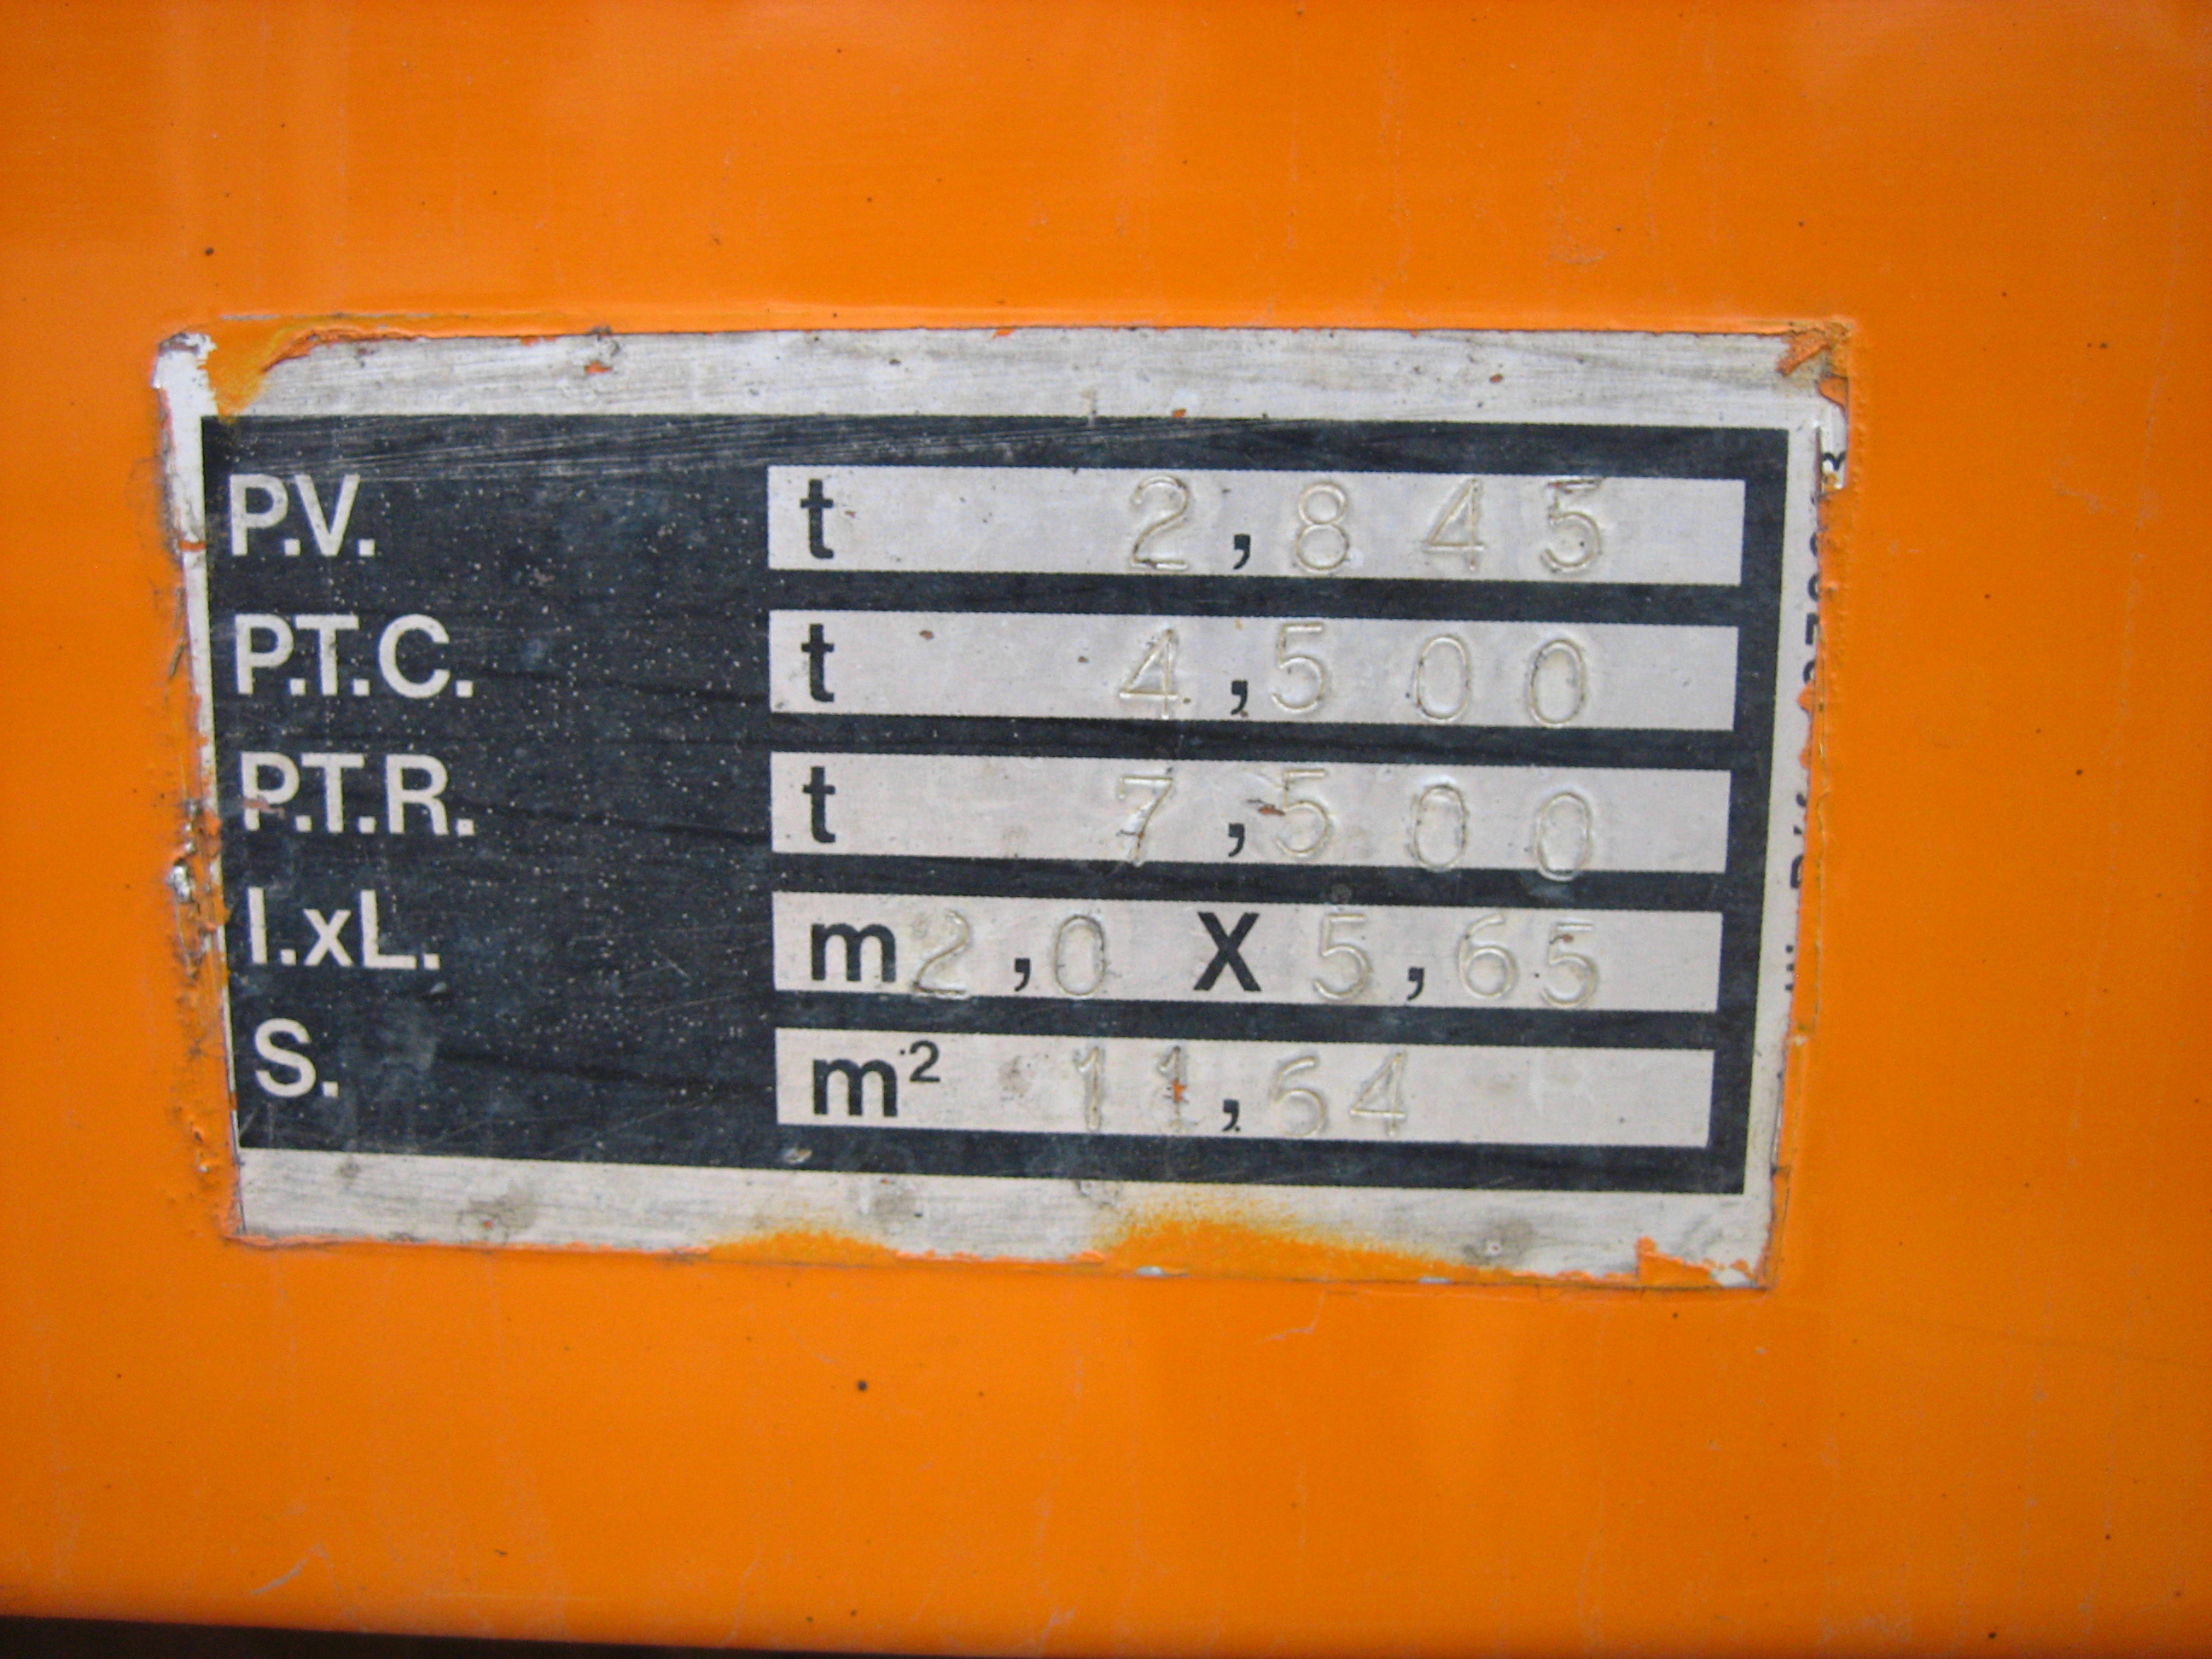 P.V. t 2,845
P.T.C. t 4,500
P.T.R. t 7,500
l.xL. m 2,0 X 5,65
S. m² 11,64